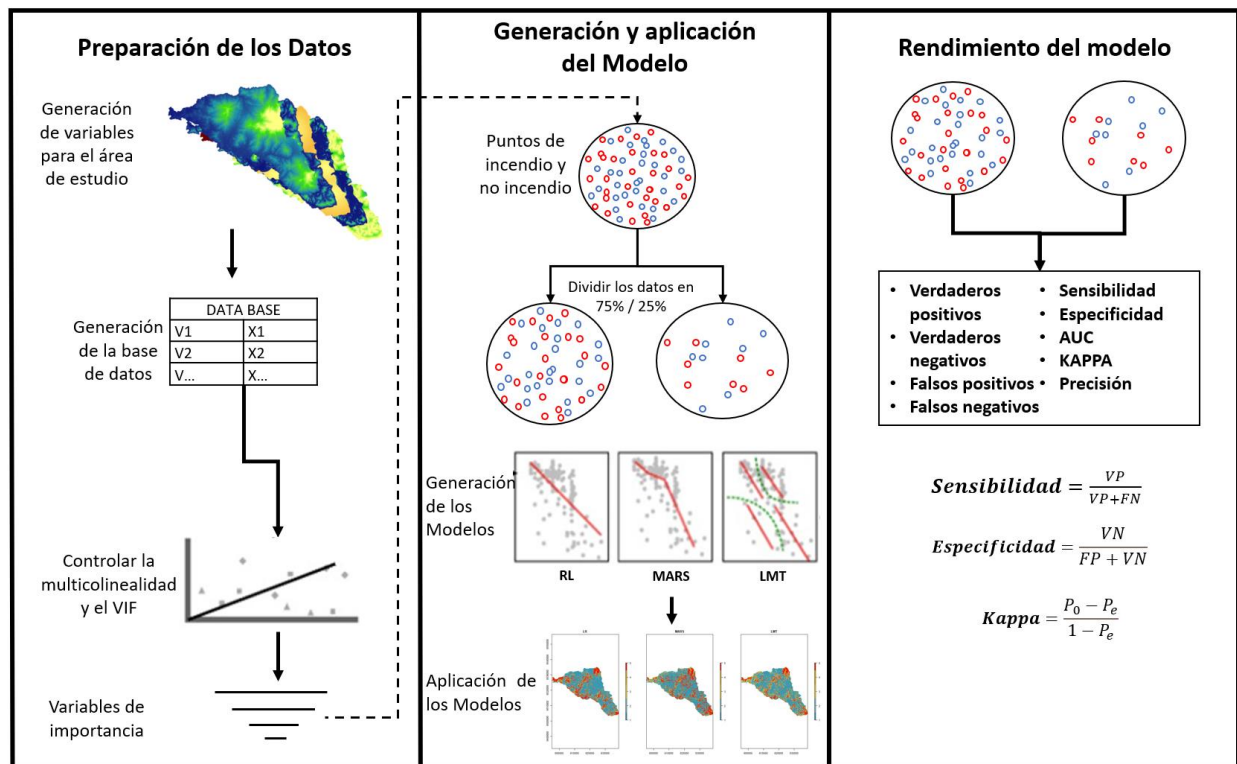 Preparación de los Datos
Generación
de variables
para el área
de estudio
Generación
de la base
de datos
DATA BASE
V1 X1
V2 X2
V... X...
Controlar la
multicolinealidad
y el VIF
Variables de
importancia
Generación y aplicación
del Modelo
Puntos de
incendio y
no incendio
Dividir los datos en
75% / 25%
Generación
de los
Modelos
RL MARS LMT
Aplicación de
los Modelos
MARS LMT
Rendimiento del modelo
• Verdaderos
positivos
• Verdaderos
negativos
• Falsos positivos
• Falsos negativos
• Sensibilidad
• Especificidad
• AUC
• KAPPA
• Precisión
Sensibilidad = VP / VP+FN
Especificidad = VN / FP + VN
Kappa = P₀ − Pₑ / 1 − Pₑ